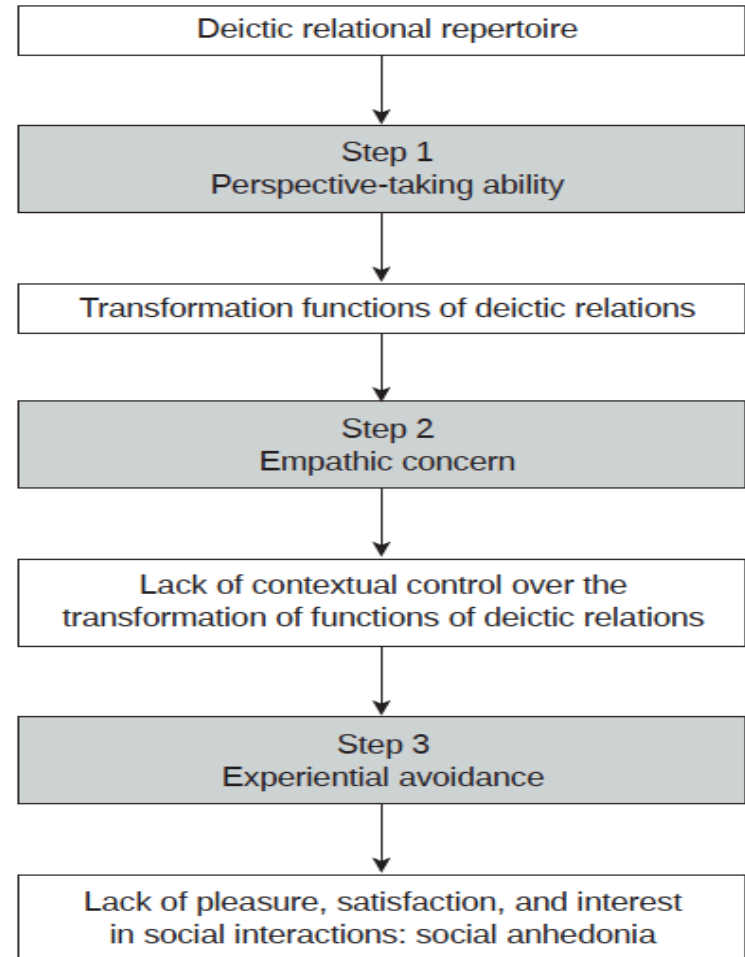 Deictic relational repertoire
Step 1
Perspective-taking ability
Transformation functions of deictic relations
Step 2
Empathic concern
Lack of contextual control over the
transformation of functions of deictic relations
Step 3
Experiential avoidance
Lack of pleasure, satisfaction, and interest
in social interactions: social anhedonia